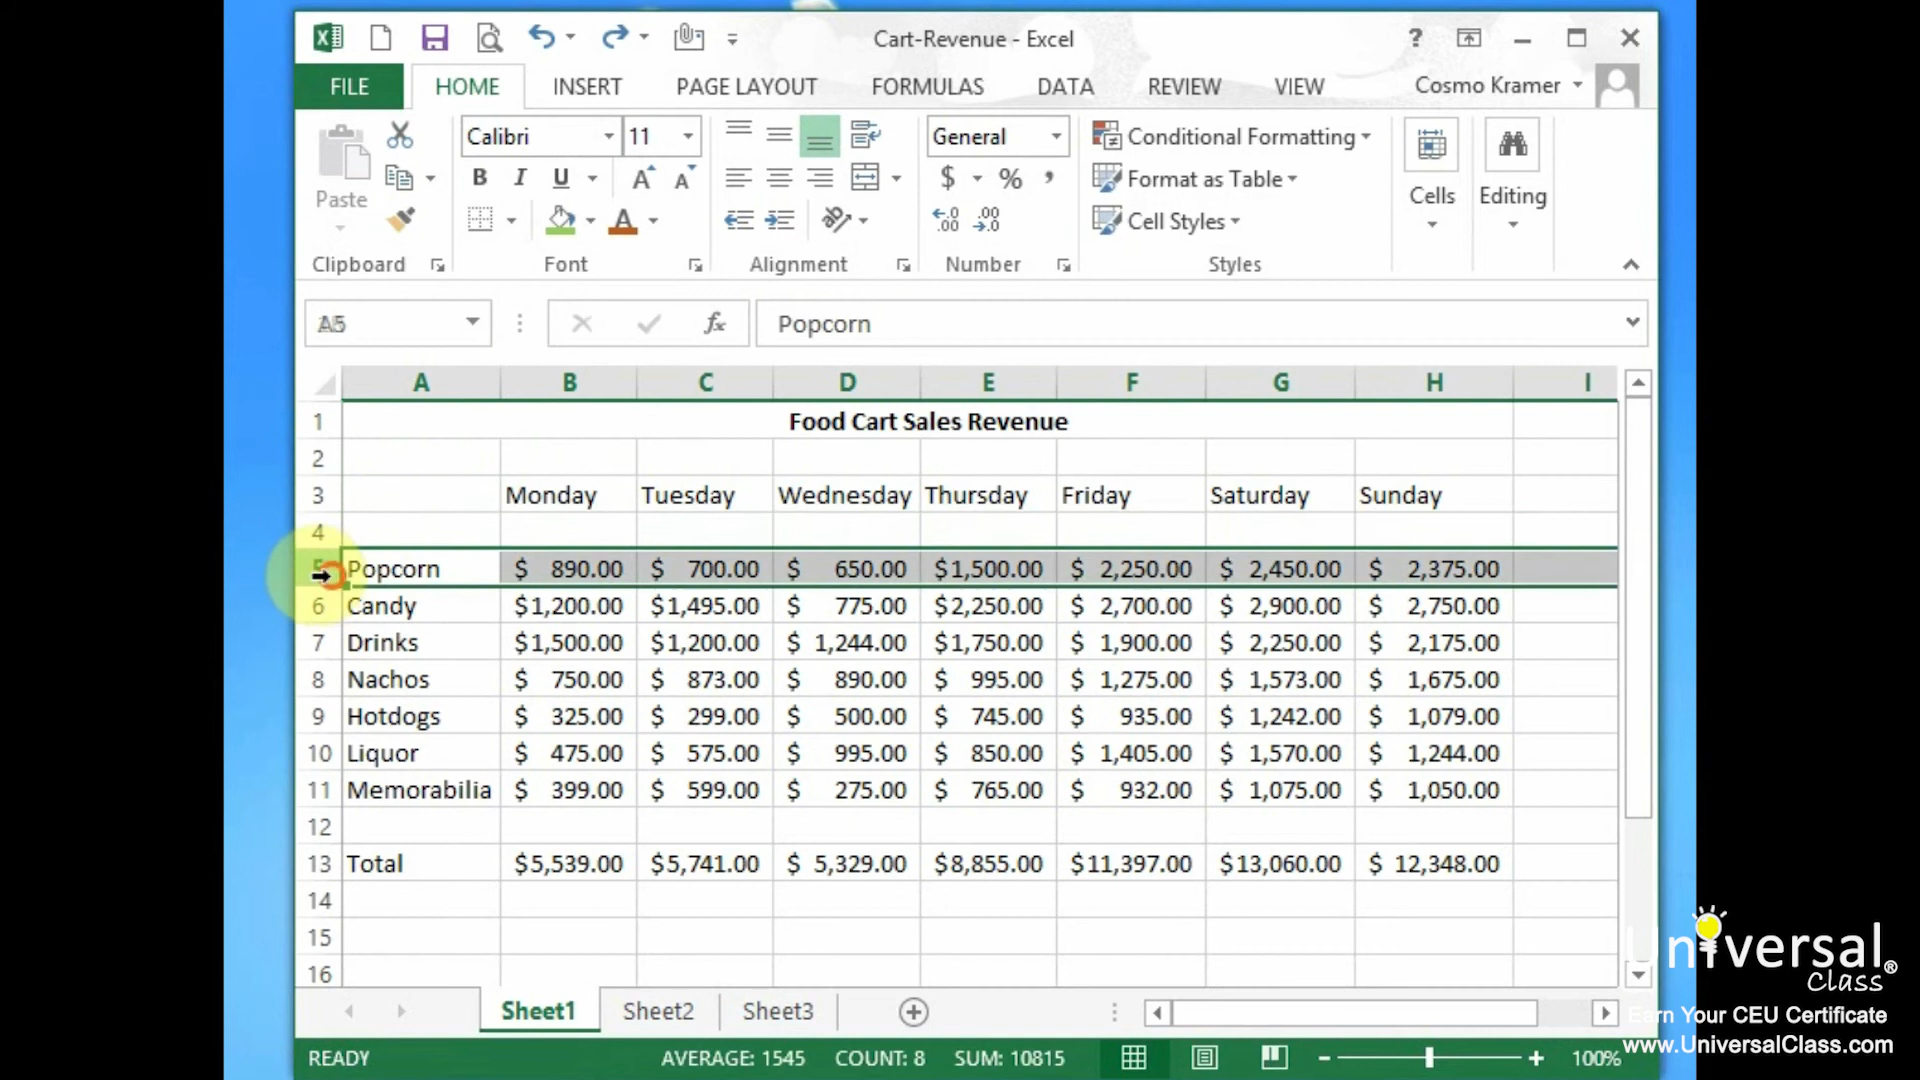 Cart-Revenue - Excel ?
FILE HOME INSERT PAGE LAYOUT FORMULAS DATA REVIEW VIEW Cosmo Kramer
Calibri 11 General Conditional Formatting
Paste B I U A A $ % , Format as Table Cells Editing
A Cell Styles
Clipboard Font Alignment Number Styles
A5 fx Popcorn
A B C D E F G H I
1 Food Cart Sales Revenue
2
3 Monday Tuesday Wednesday Thursday Friday Saturday Sunday
4
5 Popcorn $ 890.00 $ 700.00 $ 650.00 $1,500.00 $ 2,250.00 $ 2,450.00 $ 2,375.00
6 Candy $1,200.00 $1,495.00 $ 775.00 $2,250.00 $ 2,700.00 $ 2,900.00 $ 2,750.00
7 Drinks $1,500.00 $1,200.00 $ 1,244.00 $1,750.00 $ 1,900.00 $ 2,250.00 $ 2,175.00
8 Nachos $ 750.00 $ 873.00 $ 890.00 $ 995.00 $ 1,275.00 $ 1,573.00 $ 1,675.00
9 Hotdogs $ 325.00 $ 299.00 $ 500.00 $ 745.00 $ 935.00 $ 1,242.00 $ 1,079.00
10 Liquor $ 475.00 $ 575.00 $ 995.00 $ 850.00 $ 1,405.00 $ 1,570.00 $ 1,244.00
11 Memorabilia $ 399.00 $ 599.00 $ 275.00 $ 765.00 $ 932.00 $ 1,075.00 $ 1,050.00
12
13 Total $5,539.00 $5,741.00 $ 5,329.00 $8,855.00 $11,397.00 $13,060.00 $ 12,348.00
14
15
16
Universal
Class ®
Sheet1 Sheet2 Sheet3
Earn Your CEU Certificate
www.UniversalClass.com
READY AVERAGE: 1545 COUNT: 8 SUM: 10815 100%